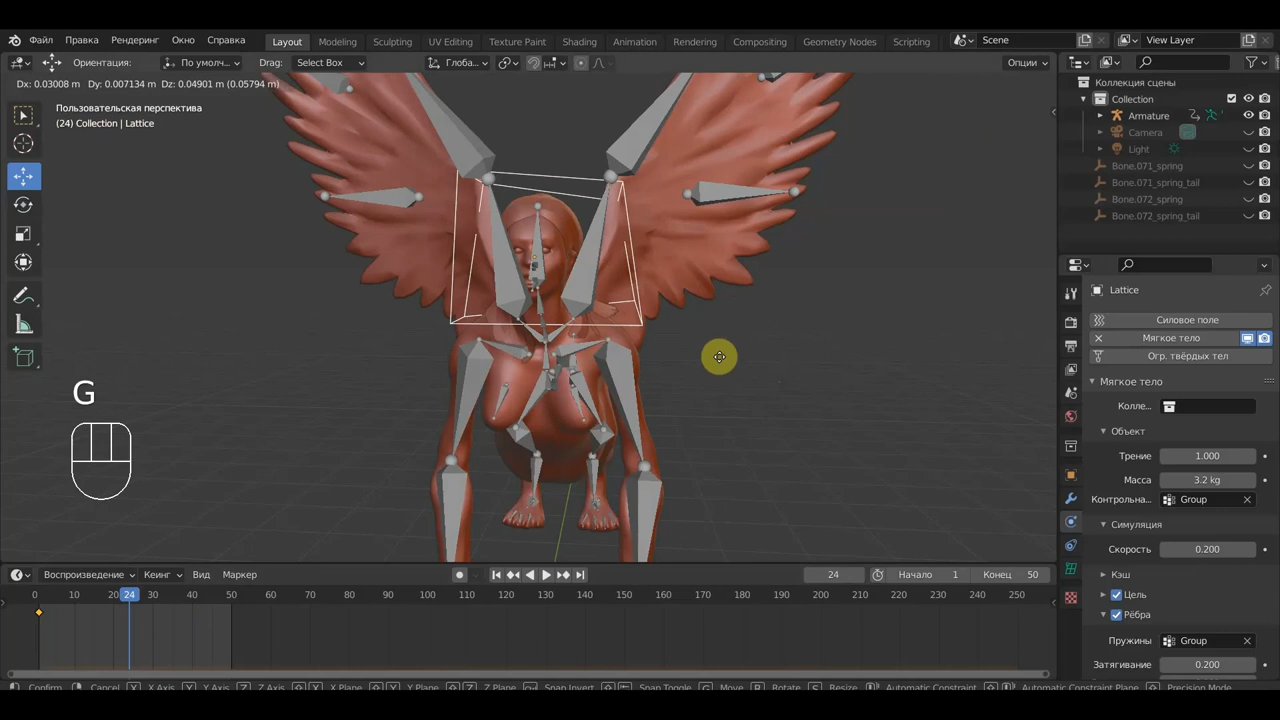 Файл Правка Рендеринг Окно Справка Layout Modeling Sculpting UV Editing Texture Paint Shading Animation Rendering Compositing Geometry Nodes Scripting Scene View Layer
Ориентация: По умолч... Drag: Select Box Глоба... Опции
Dx: 0.03008 m Dy: 0.007134 m Dz: 0.04901 m (0.05794 m)
Пользовательская перспектива
(24) Collection | Lattice
Коллекция сцены
Collection
Armature
Camera
Light
Bone.071_spring
Bone.071_spring_tail
Bone.072_spring
Bone.072_spring_tail
Lattice
Силовое поле
Мягкое тело
Огр. твёрдых тел
Мягкое тело
Колле...
Объект
Трение 1.000
Масса 3.2 kg
Контрольна... Group
Симуляция
Скорость 0.200
Кэш
Цель
Рёбра
Пружины Group
Затягивание 0.200
G
Воспроизведение Кеинг Вид Маркер 24 Начало 1 Конец 50
0 10 20 24 30 40 50 60 70 80 90 100 110 120 130 140 150 160 170 180 190 200 210 220 230 240 250
Confirm Cancel X X Axis Y Y Axis Z Z Axis X X Plane Y Y Plane Z Z Plane Snap Invert Snap Toggle G Move R Rotate S Resize Automatic Constraint Automatic Constraint Plane Precision Mode